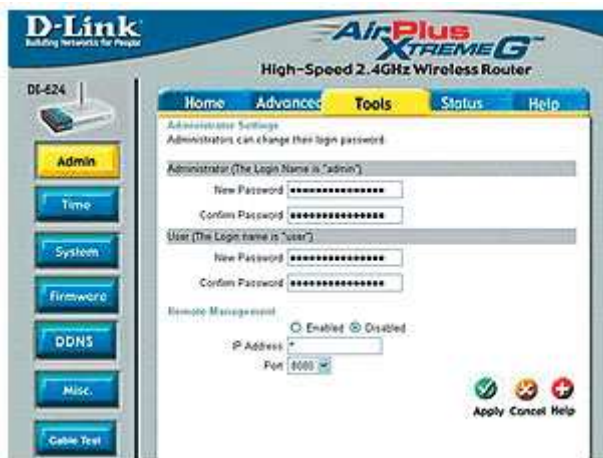 D-Link
Building Networks for People
AirPlus
XTREME G™
High-Speed 2.4GHz Wireless Router
DI-624
Home Advanced Tools Status Help
Admin
Time
System
Firmware
DDNS
Misc.
Cable Test
Administrator Settings
Administrators can change their login password.
Administrator (The Login Name is "admin")
New Password ●●●●●●●●●●●●●●●
Confirm Password ●●●●●●●●●●●●●●●
User (The Login name is "user")
New Password ●●●●●●●●●●●●●●●
Confirm Password ●●●●●●●●●●●●●●●
Remote Management
Enabled Disabled
IP Address *
Port 8080
Apply Cancel Help